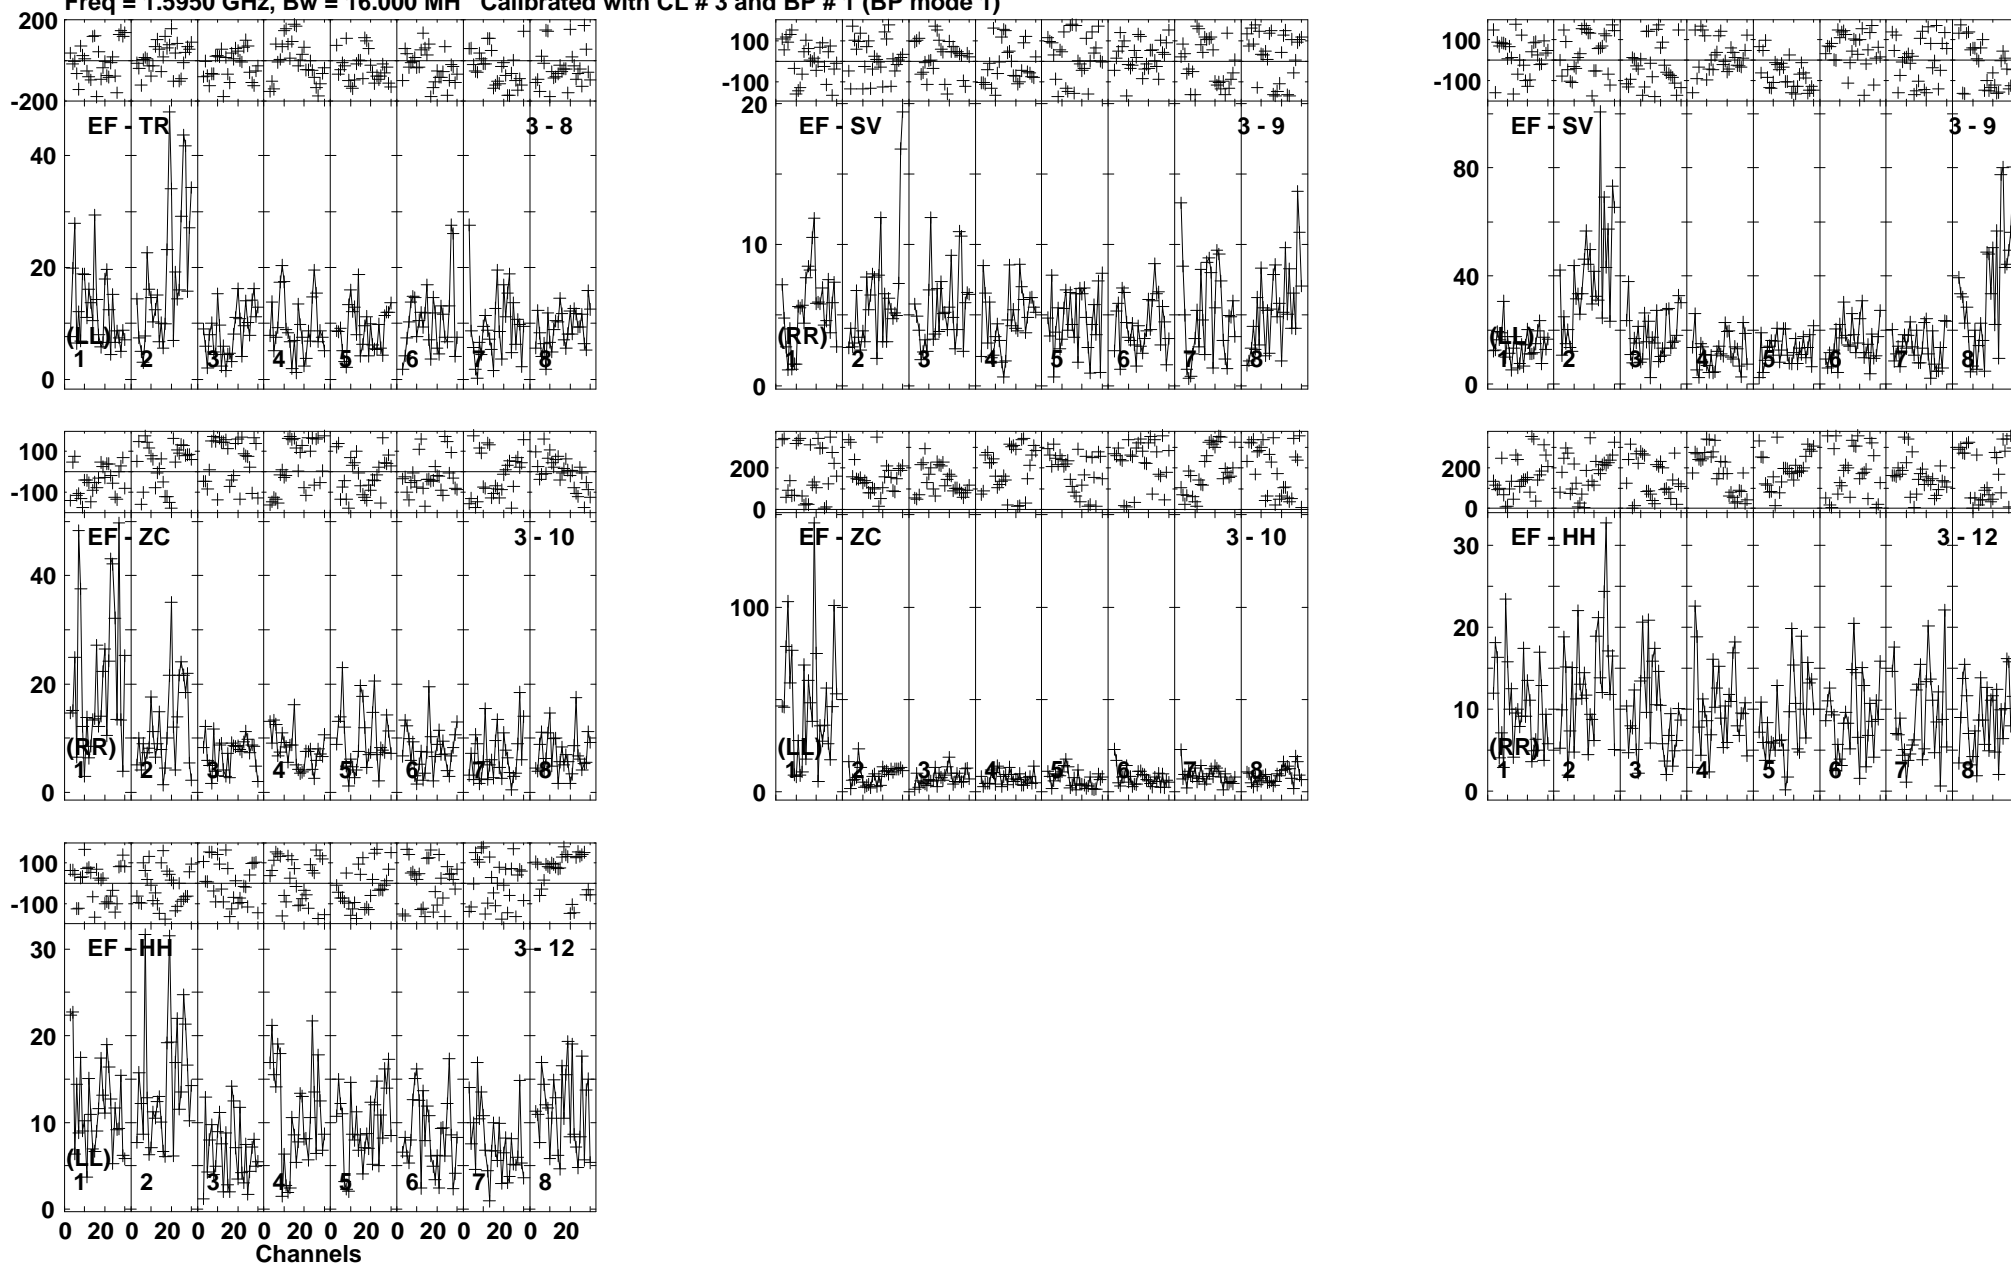 Freq = 1.5950 GHz, Bw = 16.000 MH Calibrated with CL # 3 and BP # 1 (BP mode 1)
200
-200
EF - TR 3 - 8
40
20
0
(LL)
1 2 3 4 5 6 7 8
100
-100
20
EF - SV 3 - 9
10
0
(RR)
1 2 3 4 5 6 7 8
100
-100
EF - SV 3 - 9
80
40
0
(LL)
1 2 3 4 5 6 7 8
100
-100
EF - ZC 3 - 10
40
20
0
(RR)
1 2 3 4 5 6 7 8
200
0
EF - ZC 3 - 10
100
0
(LL)
1 2 3 4 5 6 7 8
200
0
EF - HH 3 - 12
30
20
10
0
(RR)
1 2 3 4 5 6 7 8
100
-100
EF - HH 3 - 12
30
20
10
0
(LL)
1 2 3 4 5 6 7 8
0 20 0 20 0 20 0 20 0 20 0 20 0 20 0 20
Channels